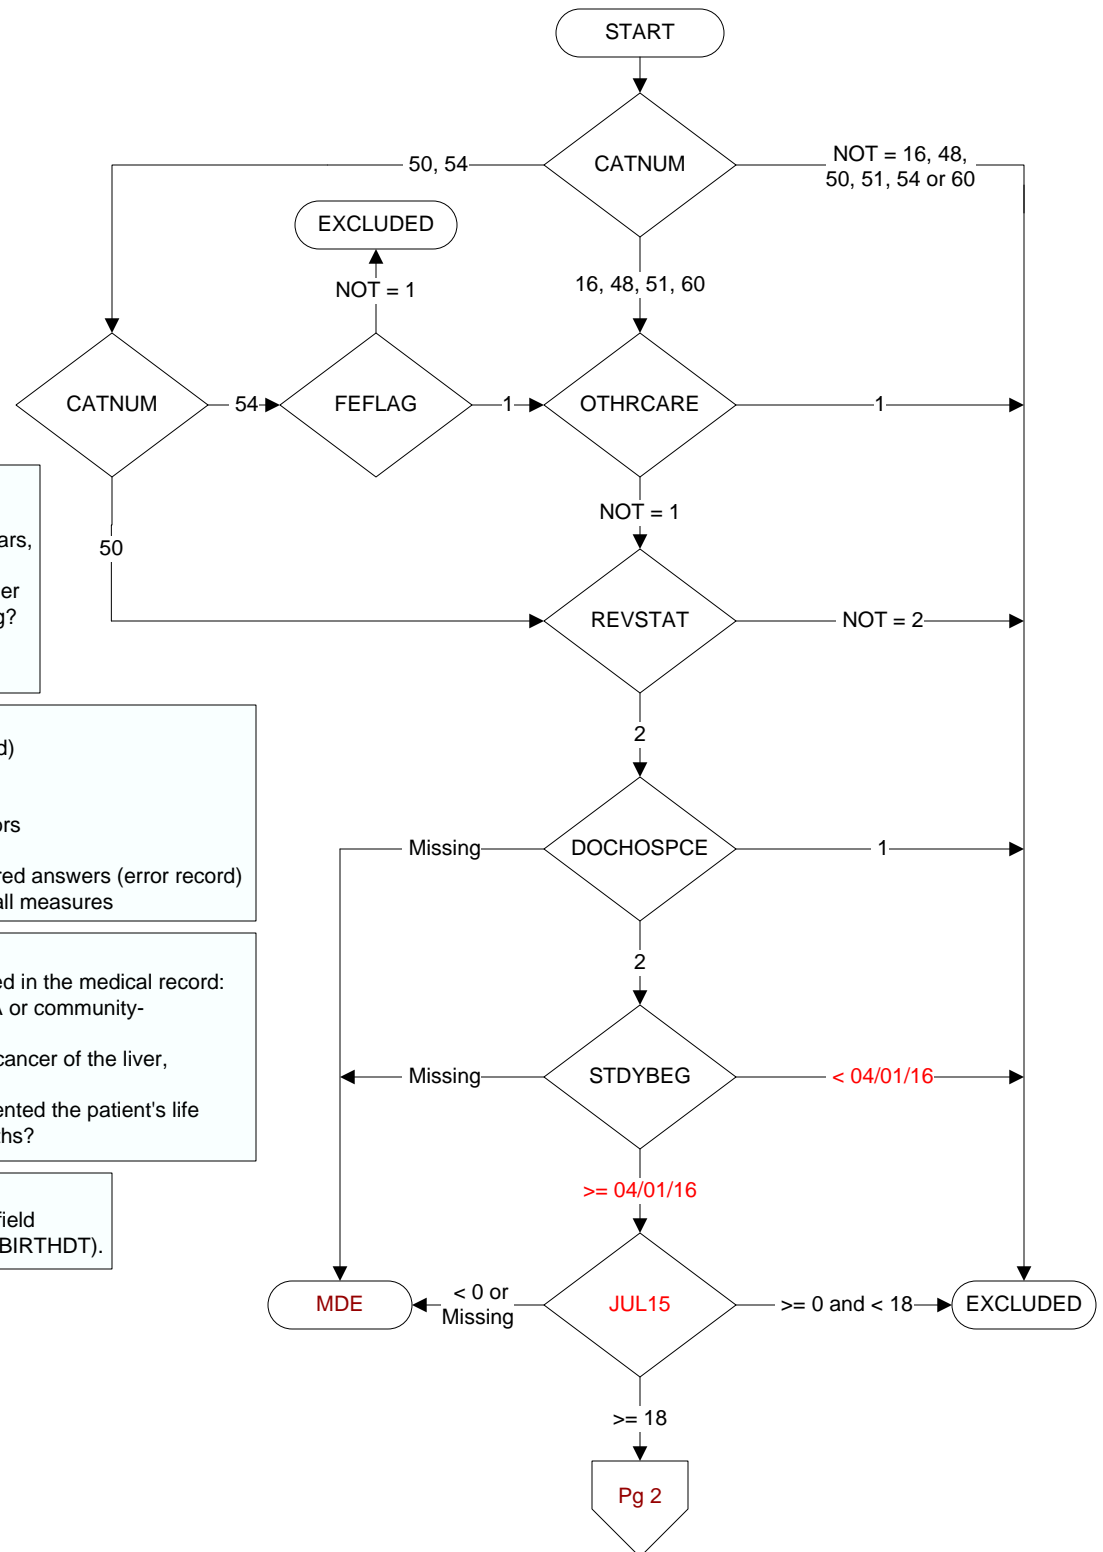 START
CATNUM
50, 54
NOT = 16, 48,
50, 51, 54 or 60
EXCLUDED
NOT = 1
16, 48, 51, 60
CATNUM
54
FEFLAG
1
OTHRCARE
1
NOT = 1
50
REVSTAT
NOT = 2
2
DOCHOSPCE
Missing
1
2
STDYBEG
Missing
< 04/01/16
>= 04/01/16
JUL15
< 0 or
Missing
MDE
>= 0 and < 18
EXCLUDED
>= 18
Pg 2
ars,
er
g?
d)
ors
red answers (error record)
all measures
ed in the medical record:
A or community-
cancer of the liver,
ented the patient's life
ths?
field
BIRTHDT).